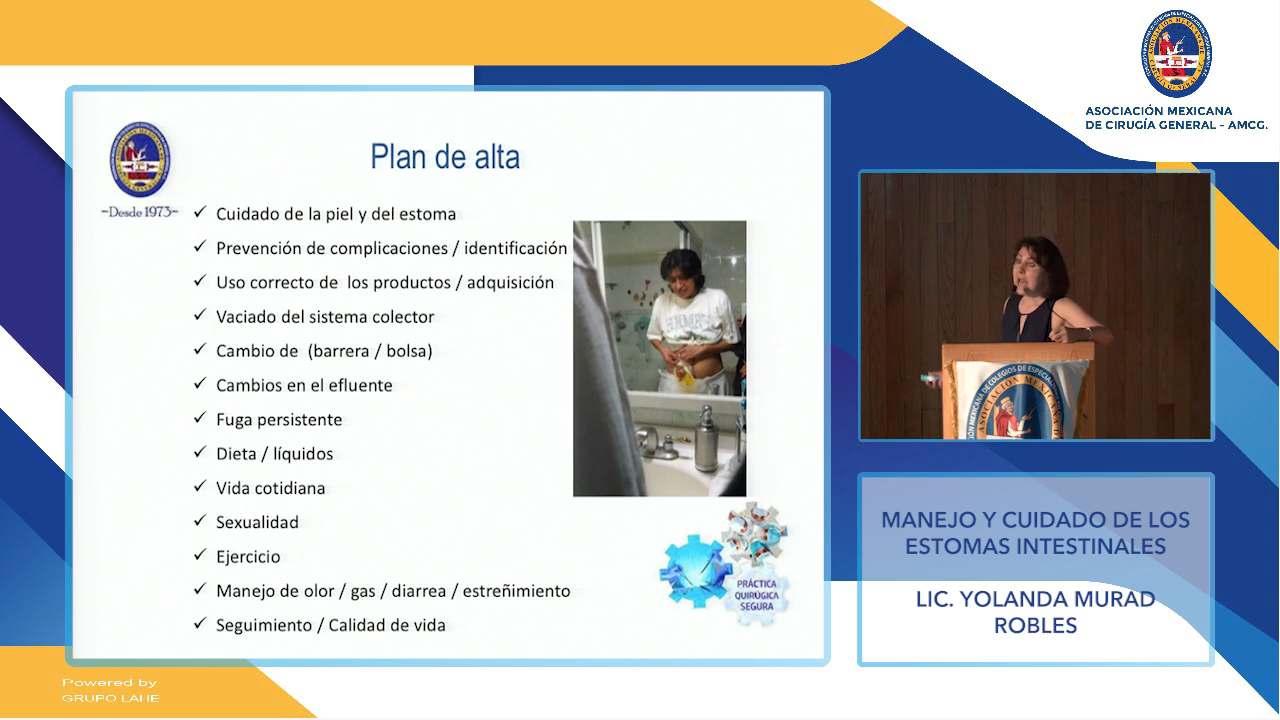 Plan de alta
-Desde 1973-
✓ Cuidado de la piel y del estoma
✓ Prevención de complicaciones / identificación
✓ Uso correcto de los productos / adquisición
✓ Vaciado del sistema colector
✓ Cambio de (barrera / bolsa)
✓ Cambios en el efluente
✓ Fuga persistente
✓ Dieta / líquidos
✓ Vida cotidiana
✓ Sexualidad
✓ Ejercicio
✓ Manejo de olor / gas / diarrea / estreñimiento
✓ Seguimiento / Calidad de vida
PRÁCTICA
QUIRÚGICA
SEGURA
ASOCIACIÓN MEXICANA
DE CIRUGÍA GENERAL - AMCG.
MANEJO Y CUIDADO DE LOS
ESTOMAS INTESTINALES
LIC. YOLANDA MURAD
ROBLES
Powered by
GRUPO LAHE